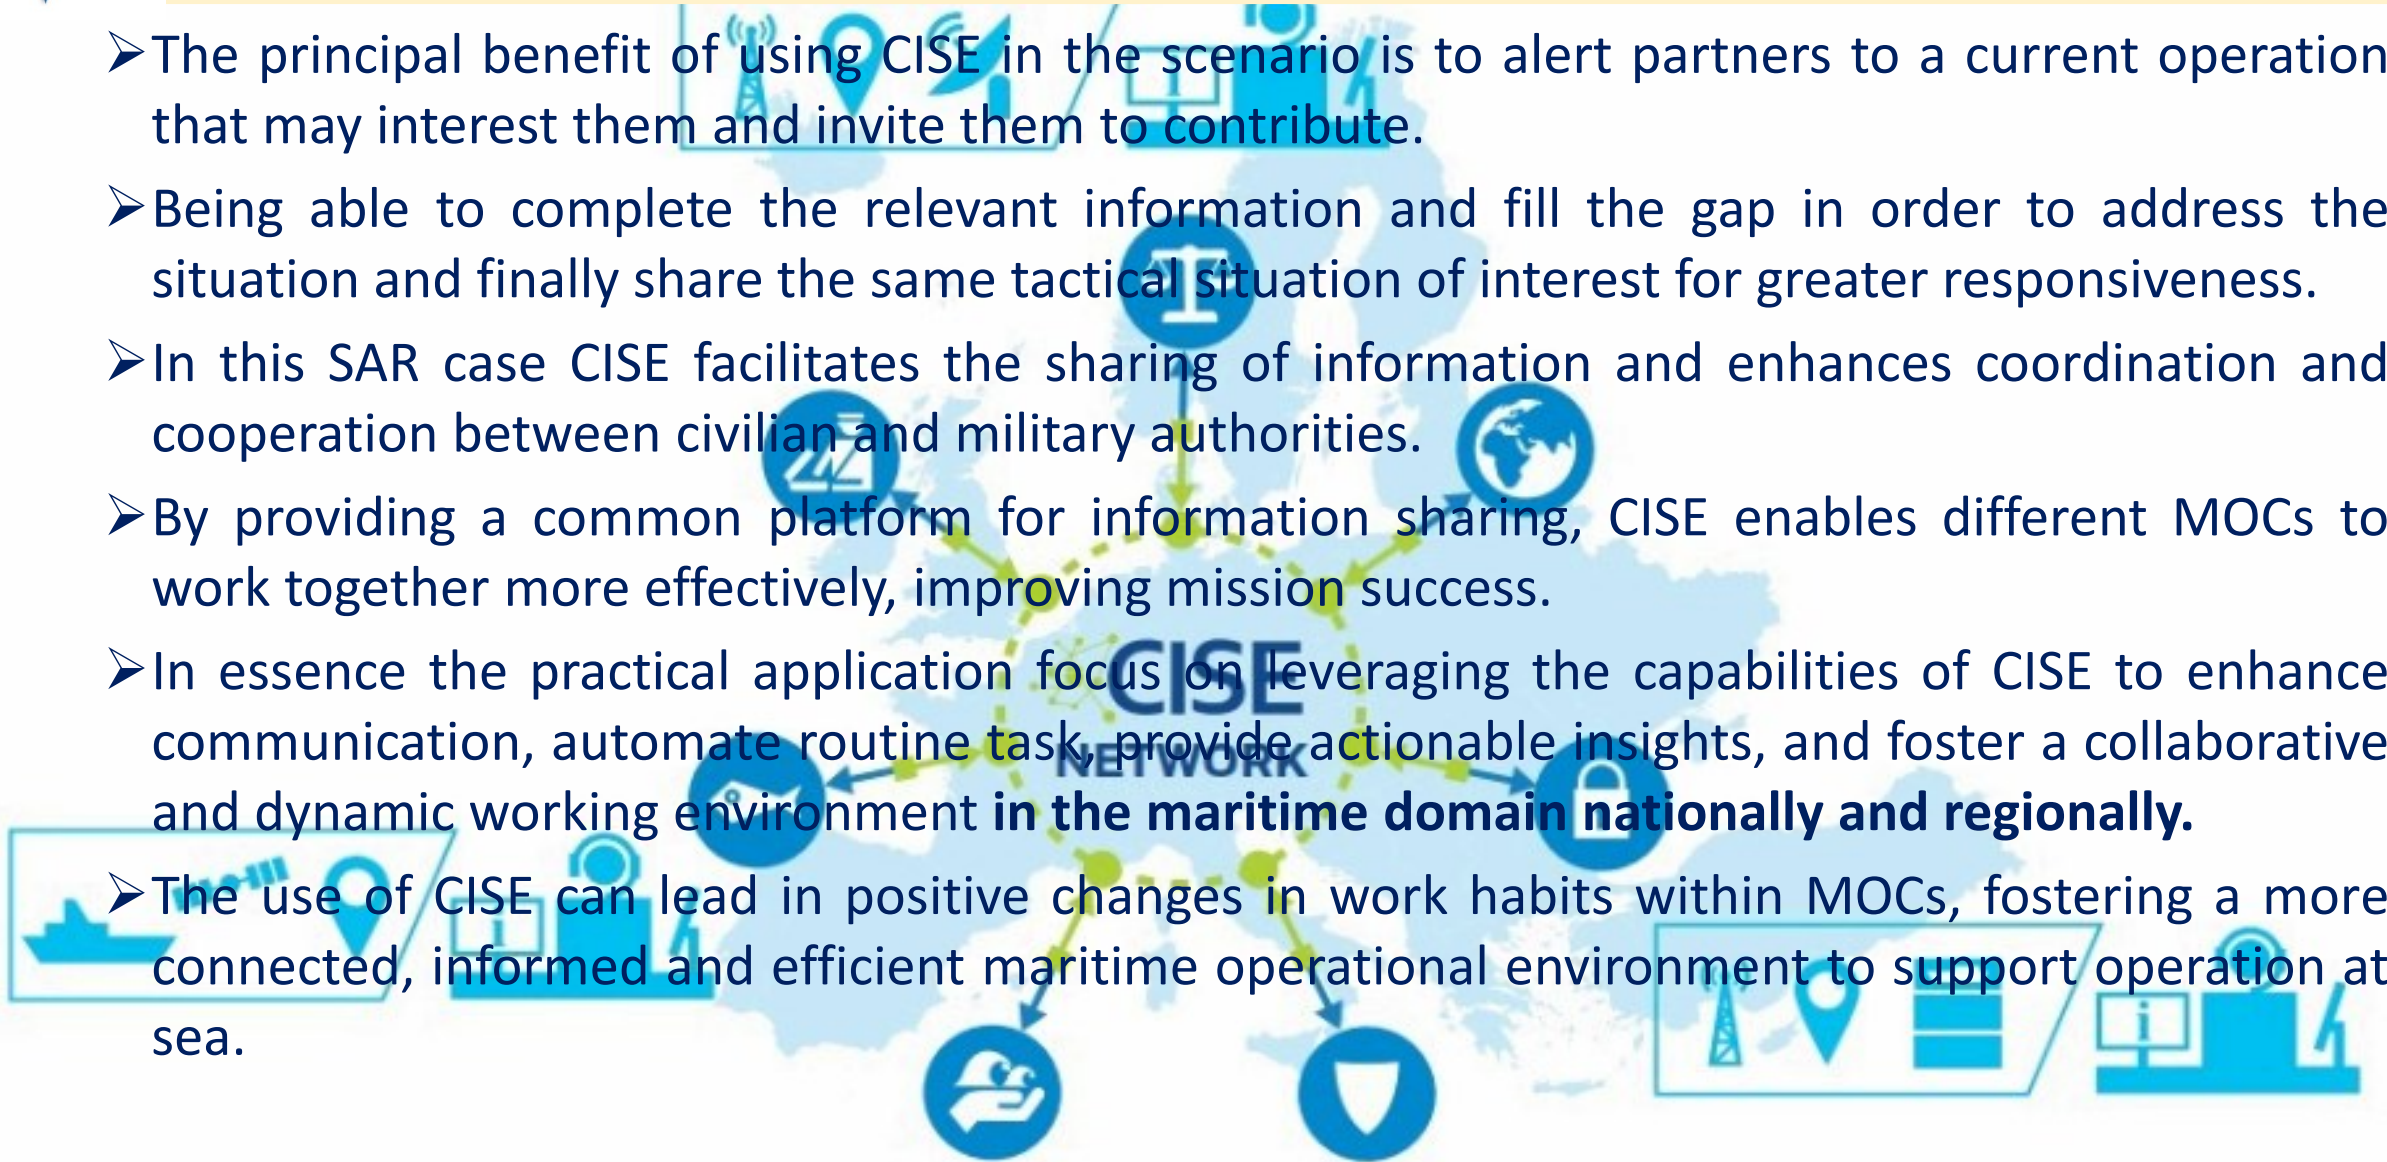 ➢The principal benefit of using CISE in the scenario is to alert partners to a current operation
that may interest them and invite them to contribute.
➢Being able to complete the relevant information and fill the gap in order to address the
situation and finally share the same tactical situation of interest for greater responsiveness.
➢In this SAR case CISE facilitates the sharing of information and enhances coordination and
cooperation between civilian and military authorities.
➢By providing a common platform for information sharing, CISE enables different MOCs to
work together more effectively, improving mission success.
➢In essence the practical application focus on leveraging the capabilities of CISE to enhance
communication, automate routine task, provide actionable insights, and foster a collaborative
and dynamic working environment in the maritime domain nationally and regionally.
➢The use of CISE can lead in positive changes in work habits within MOCs, fostering a more
connected, informed and efficient maritime operational environment to support operation at
sea.
CISE
NETWORK
i
i
i